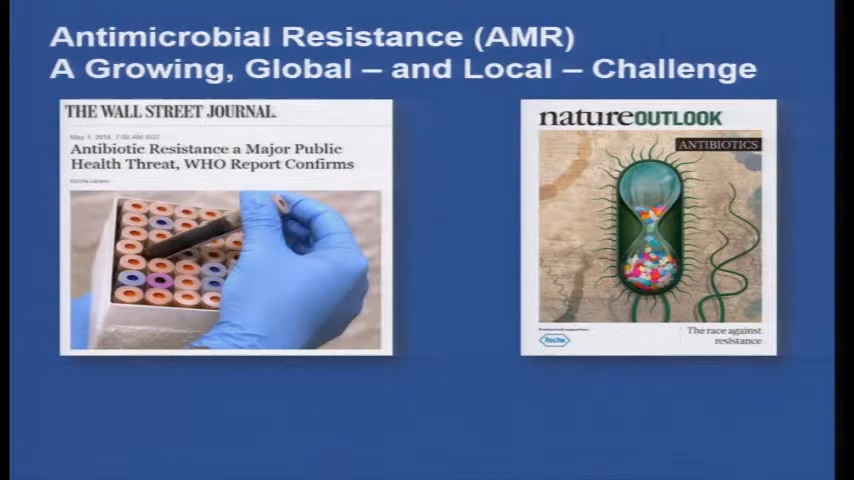 Antimicrobial Resistance (AMR)
A Growing, Global – and Local – Challenge
THE WALL STREET JOURNAL.
Antibiotic Resistance a Major Public
Health Threat, WHO Report Confirms
natureOUTLOOK
ANTIBIOTICS
Roche
The race against
resistance